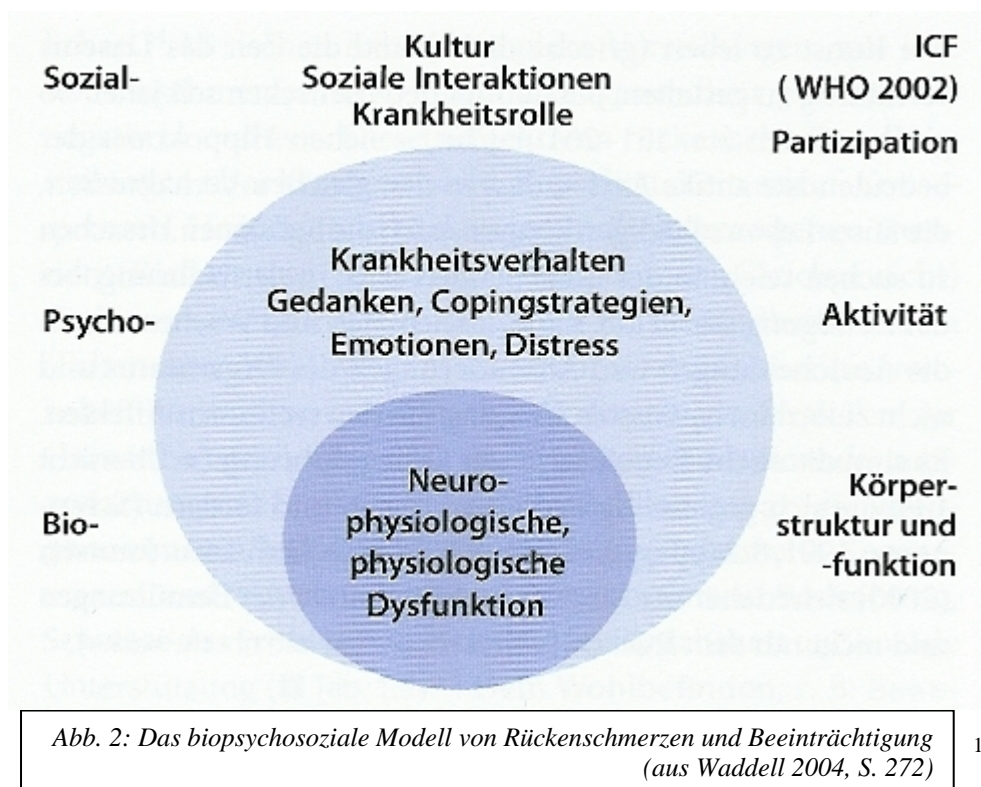 Sozial-
Kultur
Soziale Interaktionen
Krankheitsrolle
ICF
( WHO 2002)
Partizipation
Psycho-
Krankheitsverhalten
Gedanken, Copingstrategien,
Emotionen, Distress
Aktivität
Bio-
Neuro-
physiologische,
physiologische
Dysfunktion
Körper-
struktur und
-funktion
Abb. 2: Das biopsychosoziale Modell von Rückenschmerzen und Beeinträchtigung
(aus Waddell 2004, S. 272)
1